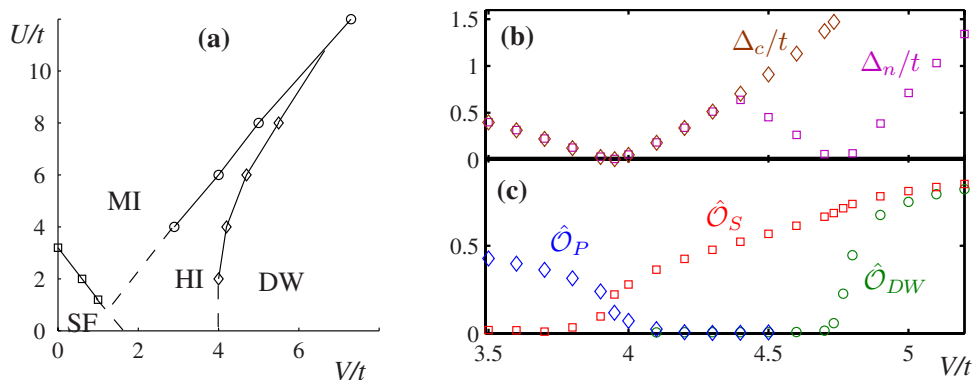 U/t
(a)
10
8
6
4
2
0
MI
HI
DW
SF
0
2
4
6
V/t
(b)
Δ_c/t
Δ_n/t
1.5
1
0.5
0
(c)
Ô_P
Ô_S
Ô_DW
0.5
0
3.5
4
4.5
5
V/t